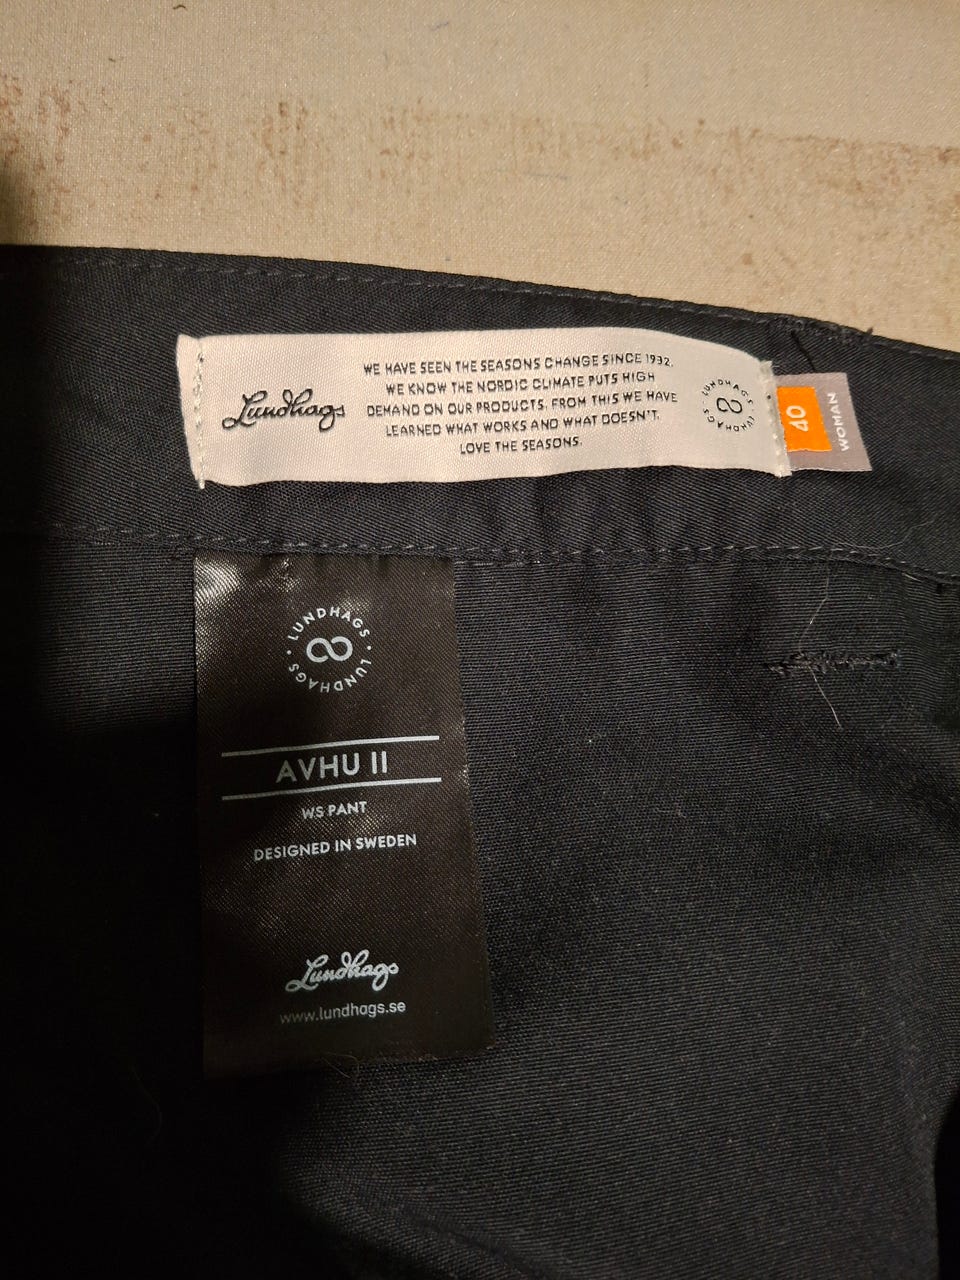 Lundhags
WE HAVE SEEN THE SEASONS CHANGE SINCE 1932.
WE KNOW THE NORDIC CLIMATE PUTS HIGH
DEMAND ON OUR PRODUCTS. FROM THIS WE HAVE
LEARNED WHAT WORKS AND WHAT DOESN'T.
LOVE THE SEASONS.
LUNDHAGS • LUNDHAGS •
40
WOMAN
LUNDHAGS • LUNDHAGS •
AVHU II
WS PANT
DESIGNED IN SWEDEN
Lundhags
www.lundhags.se